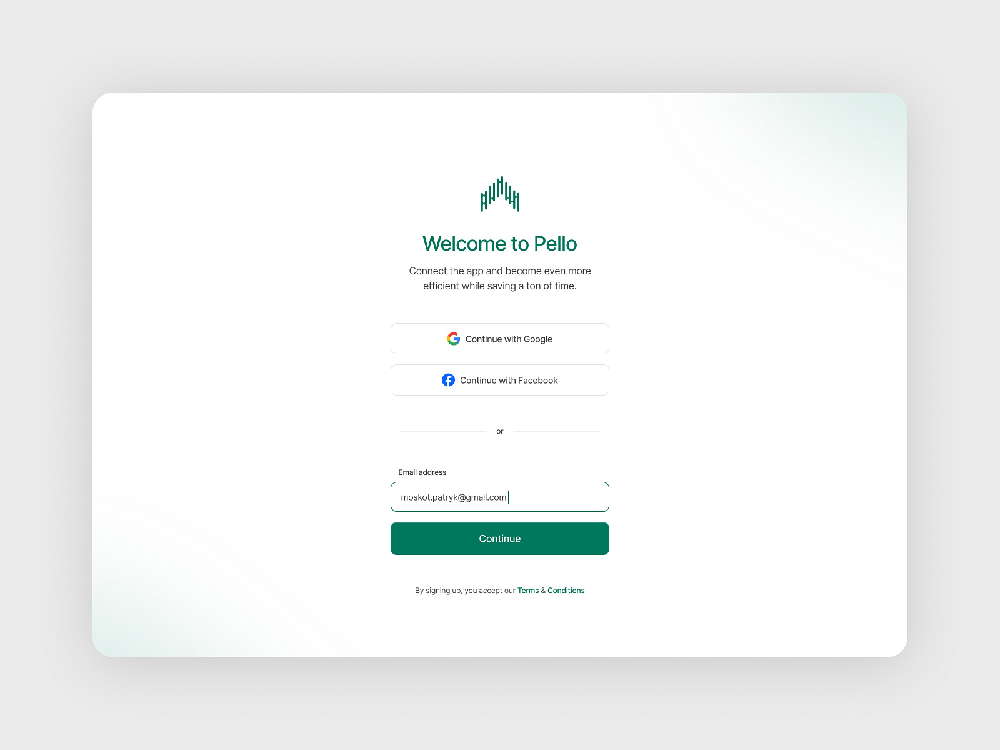 Welcome to Pello
Connect the app and become even more
efficient while saving a ton of time.
Continue with Google
Continue with Facebook
or
Email address
moskot.patryk@gmail.com
Continue
By signing up, you accept our Terms & Conditions